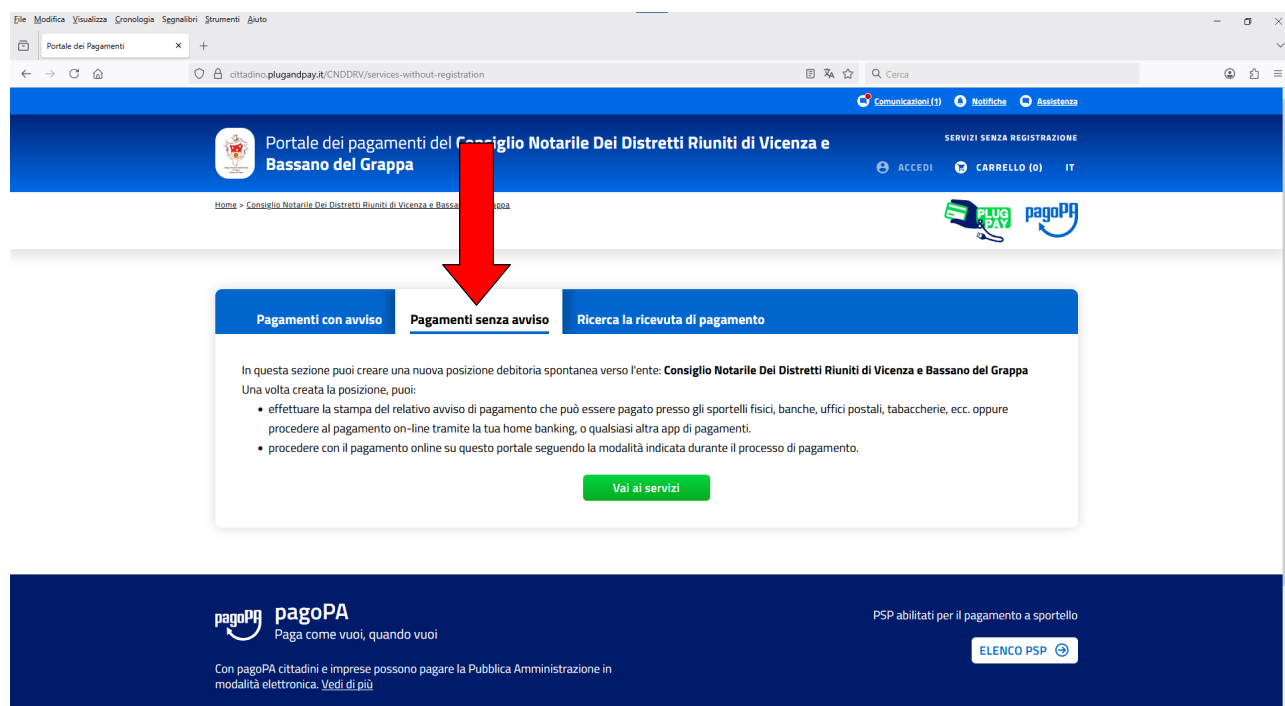 File Modifica Visualizza Cronologia Segnalibri Strumenti Aiuto
Portale dei Pagamenti
cittadino.plugandpay.it/CNDDRV/services-without-registration
Cerca
Comunicazioni (1) Notifiche Assistenza
Portale dei pagamenti del Consiglio Notarile Dei Distretti Riuniti di Vicenza e
Bassano del Grappa
SERVIZI SENZA REGISTRAZIONE
ACCEDI CARRELLO (0) IT
Home > Consiglio Notarile Dei Distretti Riuniti di Vicenza e Bassano
PLUG
&PAY
pagoPA
Pagamenti con avviso Pagamenti senza avviso Ricerca la ricevuta di pagamento
In questa sezione puoi creare una nuova posizione debitoria spontanea verso l'ente: Consiglio Notarile Dei Distretti Riuniti di Vicenza e Bassano del Grappa
Una volta creata la posizione, puoi:
• effettuare la stampa del relativo avviso di pagamento che può essere pagato presso gli sportelli fisici, banche, uffici postali, tabaccherie, ecc. oppure
procedere al pagamento on-line tramite la tua home banking, o qualsiasi altra app di pagamenti.
• procedere con il pagamento online su questo portale seguendo la modalità indicata durante il processo di pagamento.
Vai ai servizi
pagoPA
pagoPA
Paga come vuoi, quando vuoi
PSP abilitati per il pagamento a sportello
ELENCO PSP
Con pagoPA cittadini e imprese possono pagare la Pubblica Amministrazione in
modalità elettronica. Vedi di più